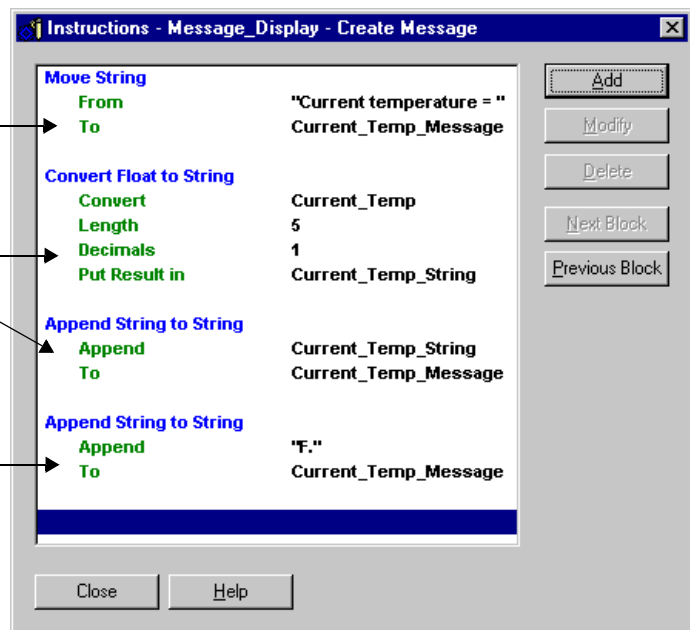 Instructions - Message_Display - Create Message
Move String
From "Current temperature = "
To Current_Temp_Message
Convert Float to String
Convert Current_Temp
Length 5
Decimals 1
Put Result in Current_Temp_String
Append String to String
Append Current_Temp_String
To Current_Temp_Message
Append String to String
Append "F."
To Current_Temp_Message
Add
Modify
Delete
Next Block
Previous Block
Close Help